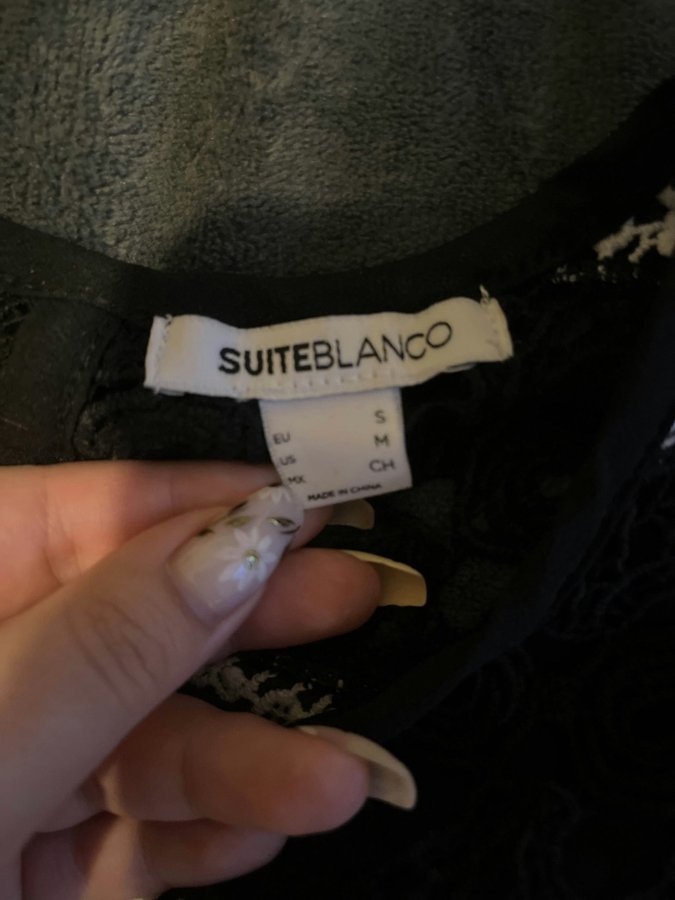 SUITEBLANCO
EU S
US M
MX CH
MADE IN CHINA